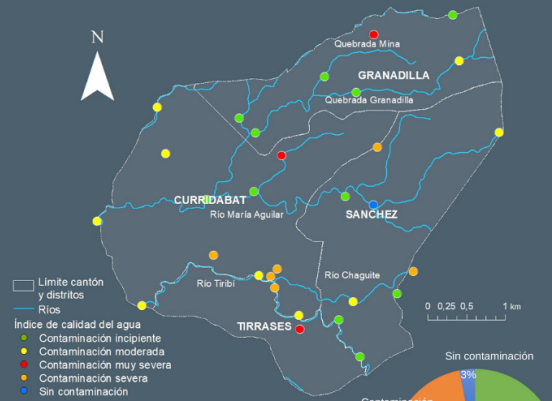 N
Quebrada Mina
GRANADILLA
Quebrada Granadilla
CURRIDABAT
Río María Aguilar
SANCHEZ
Río Tiribi
Río Chaguite
TIRRASES
Límite cantón
y distritos
Ríos
Índice de calidad del agua
Contaminación incipiente
Contaminación moderada
Contaminación muy severa
Contaminación severa
Sin contaminación
0 0,25 0,5 1 km
Sin contaminación
3%